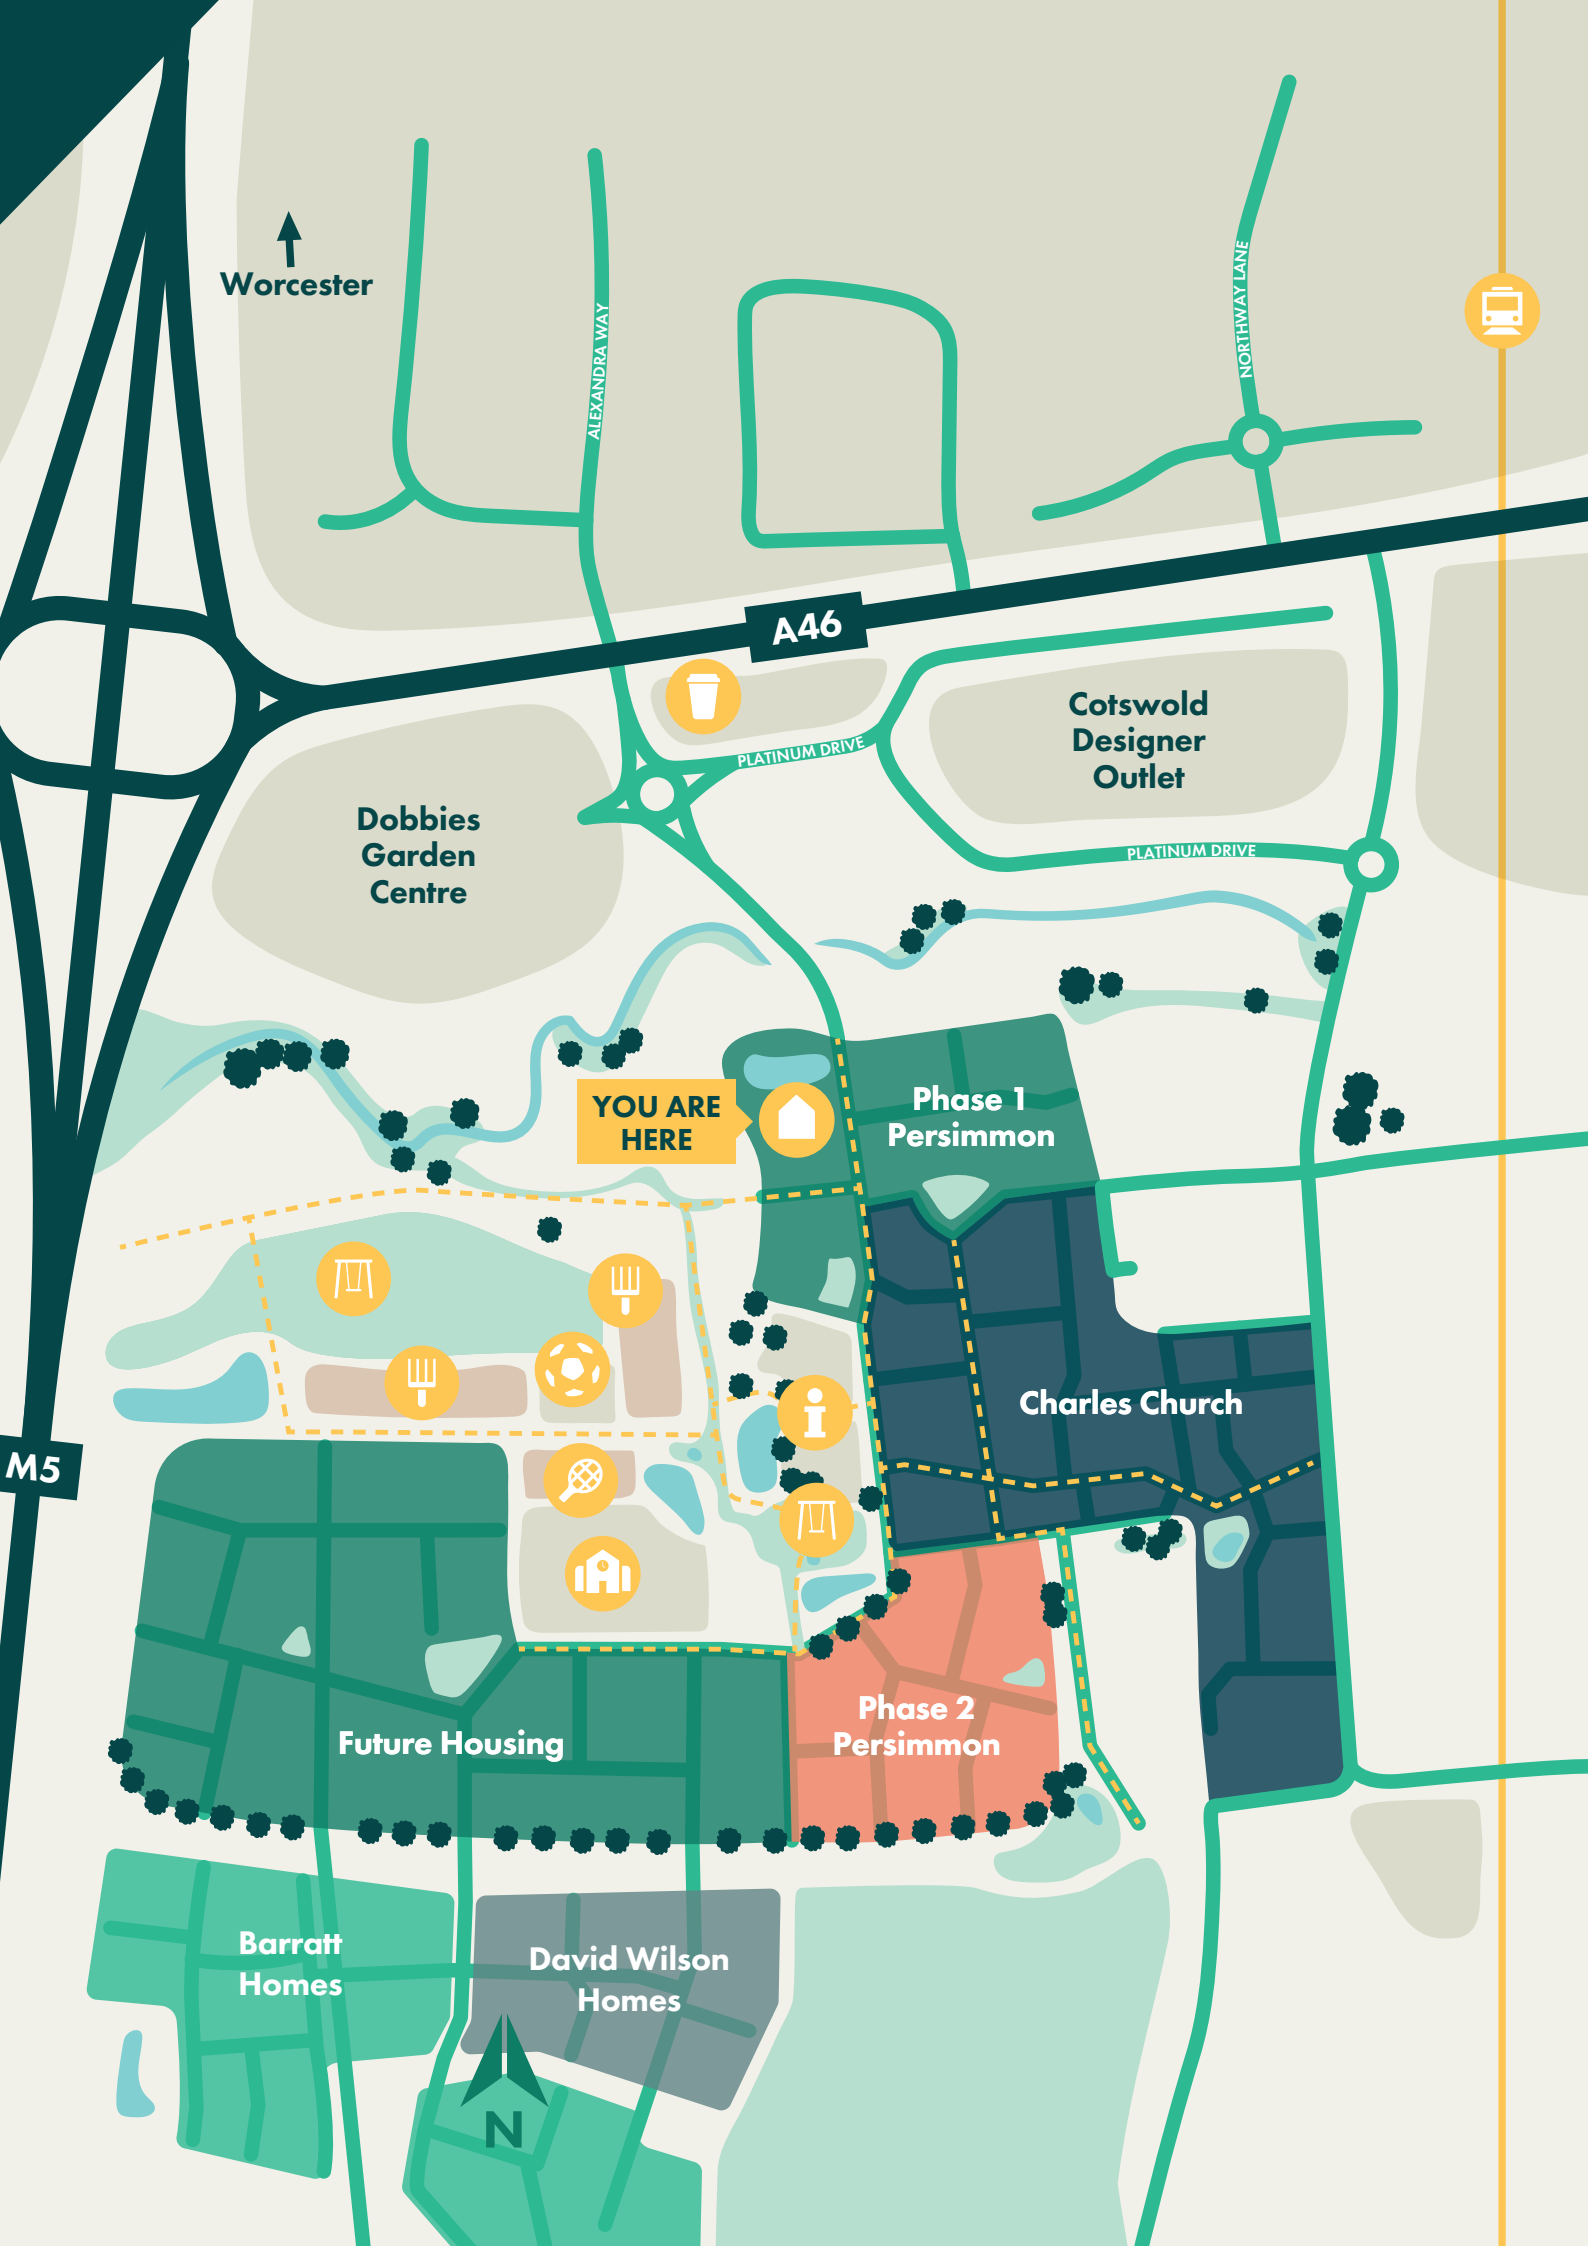 Worcester
ALEXANDRA WAY
NORTHWAY LANE
A46
PLATINUM DRIVE
Cotswold
Designer
Outlet
Dobbies
Garden
Centre
PLATINUM DRIVE
YOU ARE
HERE
Phase 1
Persimmon
Charles Church
M5
Phase 2
Persimmon
Future Housing
Barratt
Homes
David Wilson
Homes
N